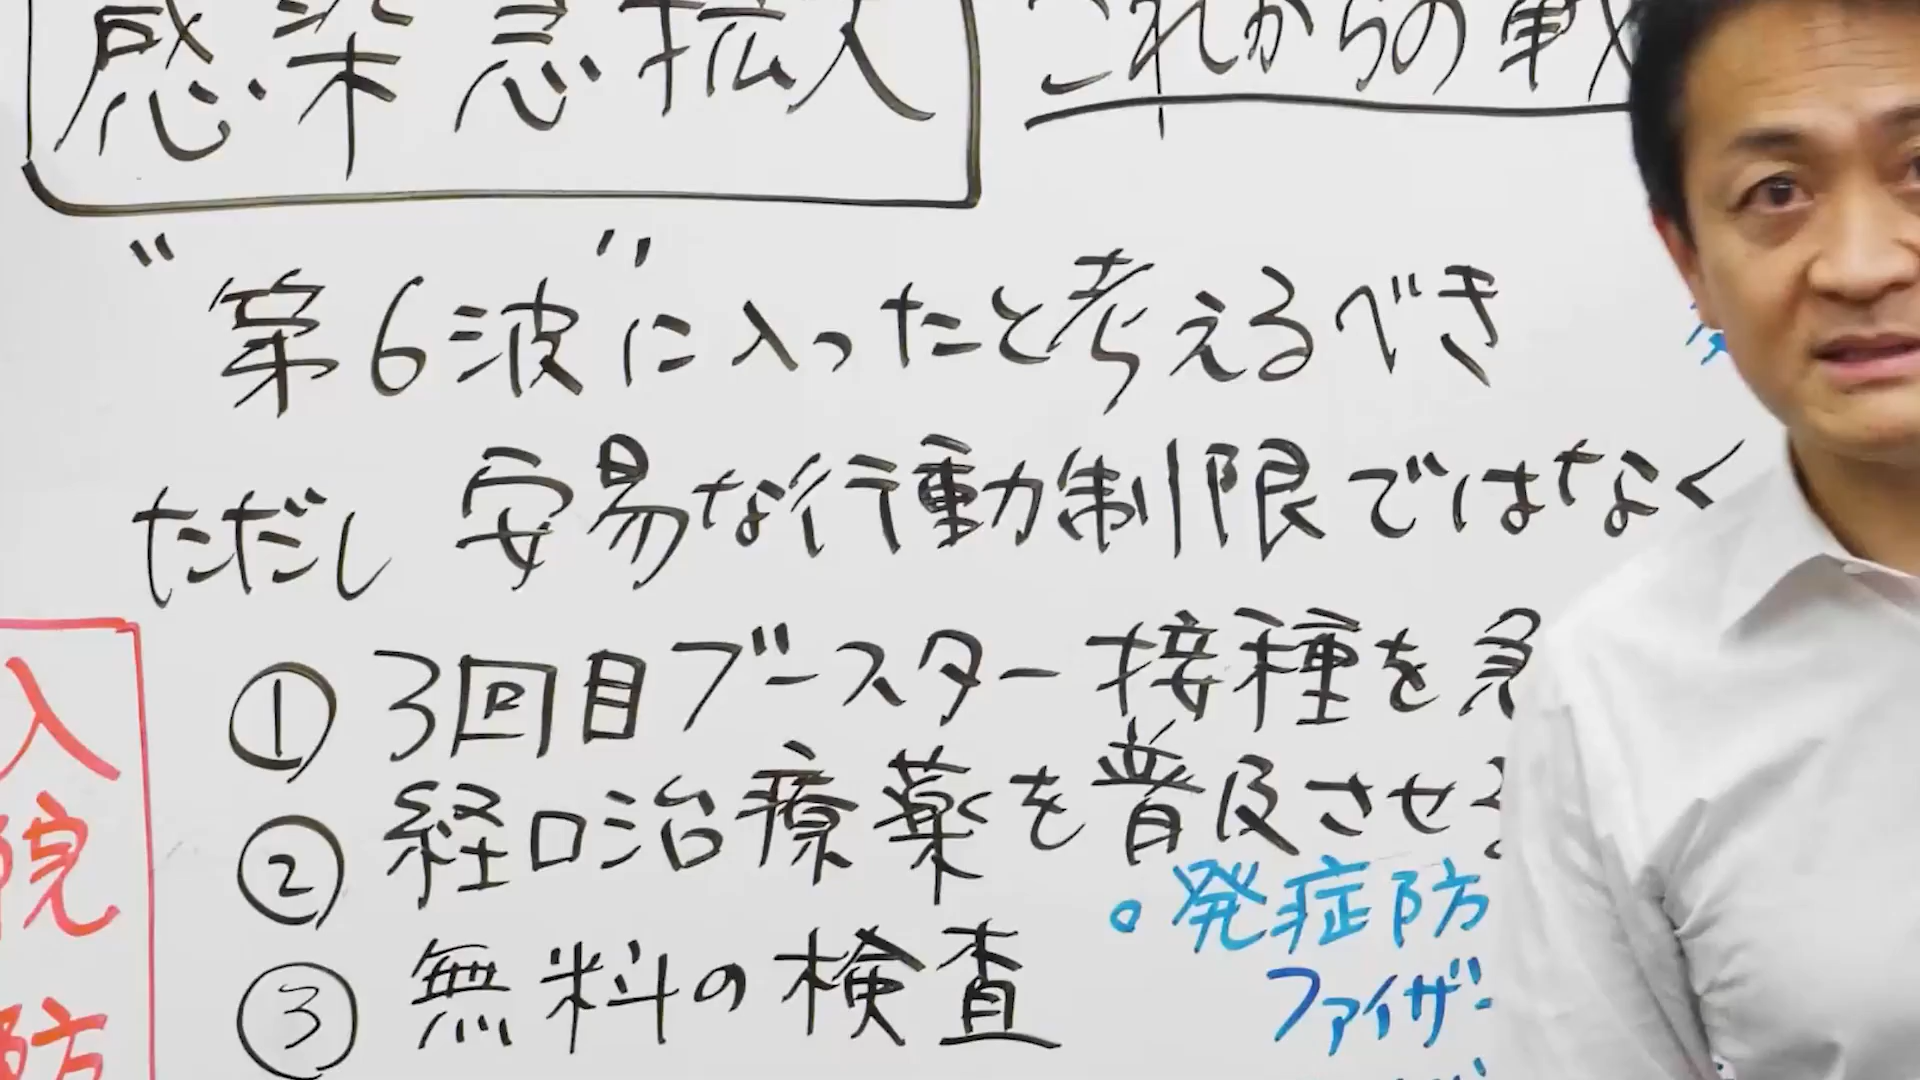 感染急拡大
これからの戦
"第6波"に入ったと考えるべき
ただし 安易な行動制限ではなく
① 3回目ブースター接種を急
② 経口治療薬を普及させる
。発症防
ファイザー
③ 無料の検査
入院防